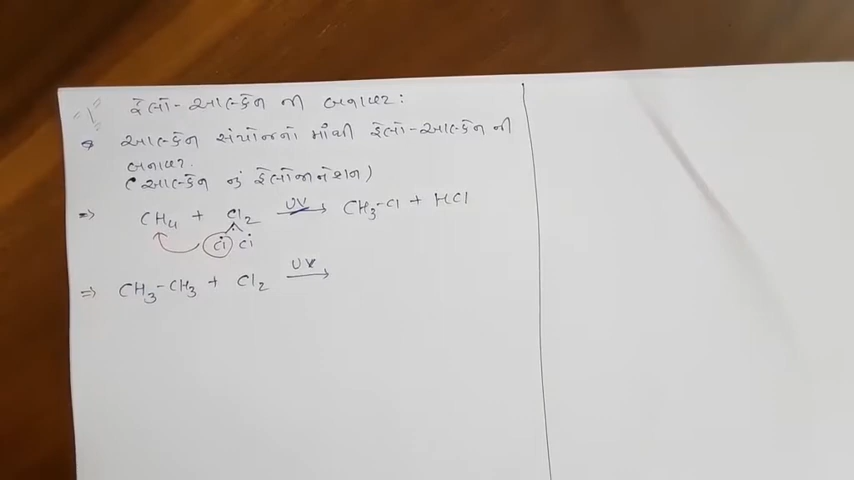 હેલો-આલ્કેન ની બનાવટ:
આલ્કેન સંયોજનો માંથી હેલો-આલ્કેન ની
બનાવટ.
(આલ્કેન નું હેલોજીનેશન)
⇒ CH₄ + Cl₂ UV→ CH₃-Cl + HCl
Cl Cl
⇒ CH₃-CH₃ + Cl₂ UV→